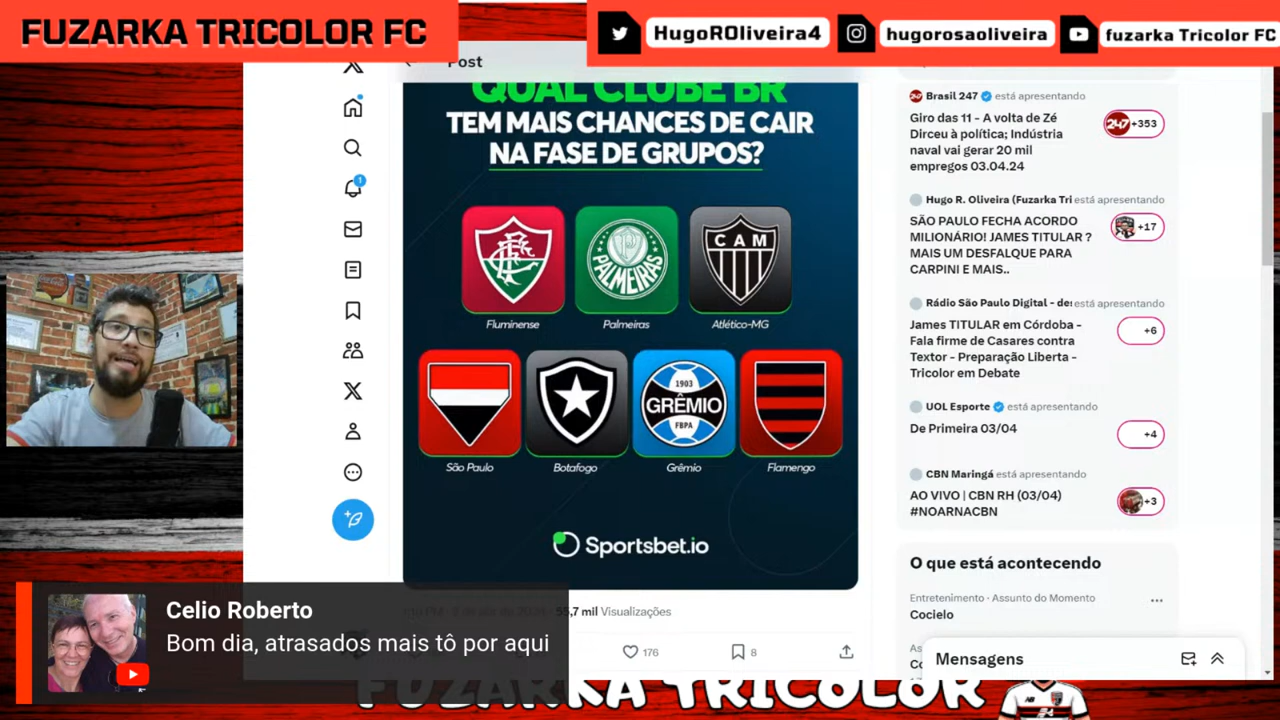 FUZARKA TRICOLOR FC
HugoROliveira4
hugorosaoliveira
fuzarka Tricolor FC
Post
QUAL CLUBE BR
TEM MAIS CHANCES DE CAIR
NA FASE DE GRUPOS?
PALMEIRAS
CAM
Fluminense
Palmeiras
Atlético-MG
1903
GRÊMIO
FBPA
São Paulo
Botafogo
Grêmio
Flamengo
Sportsbet.io
55,7 mil Visualizações
176
8
1
Brasil 247 está apresentando
Giro das 11 - A volta de Zé
Dirceu à política; Indústria
naval vai gerar 20 mil
empregos 03.04.24
247 +353
Hugo R. Oliveira (Fuzarka Tri está apresentando
SÃO PAULO FECHA ACORDO
MILIONÁRIO! JAMES TITULAR ?
MAIS UM DESFALQUE PARA
CARPINI E MAIS..
+17
Rádio São Paulo Digital - de: está apresentando
James TITULAR em Córdoba -
Fala firme de Casares contra
Textor - Preparação Liberta -
Tricolor em Debate
+6
UOL Esporte está apresentando
De Primeira 03/04
+4
CBN Maringá está apresentando
AO VIVO | CBN RH (03/04)
#NOARNACBN
+3
O que está acontecendo
Entretenimento · Assunto do Momento
Cocielo
Mensagens
Celio Roberto
Bom dia, atrasados mais tô por aqui
FUZARKA TRICOLOR